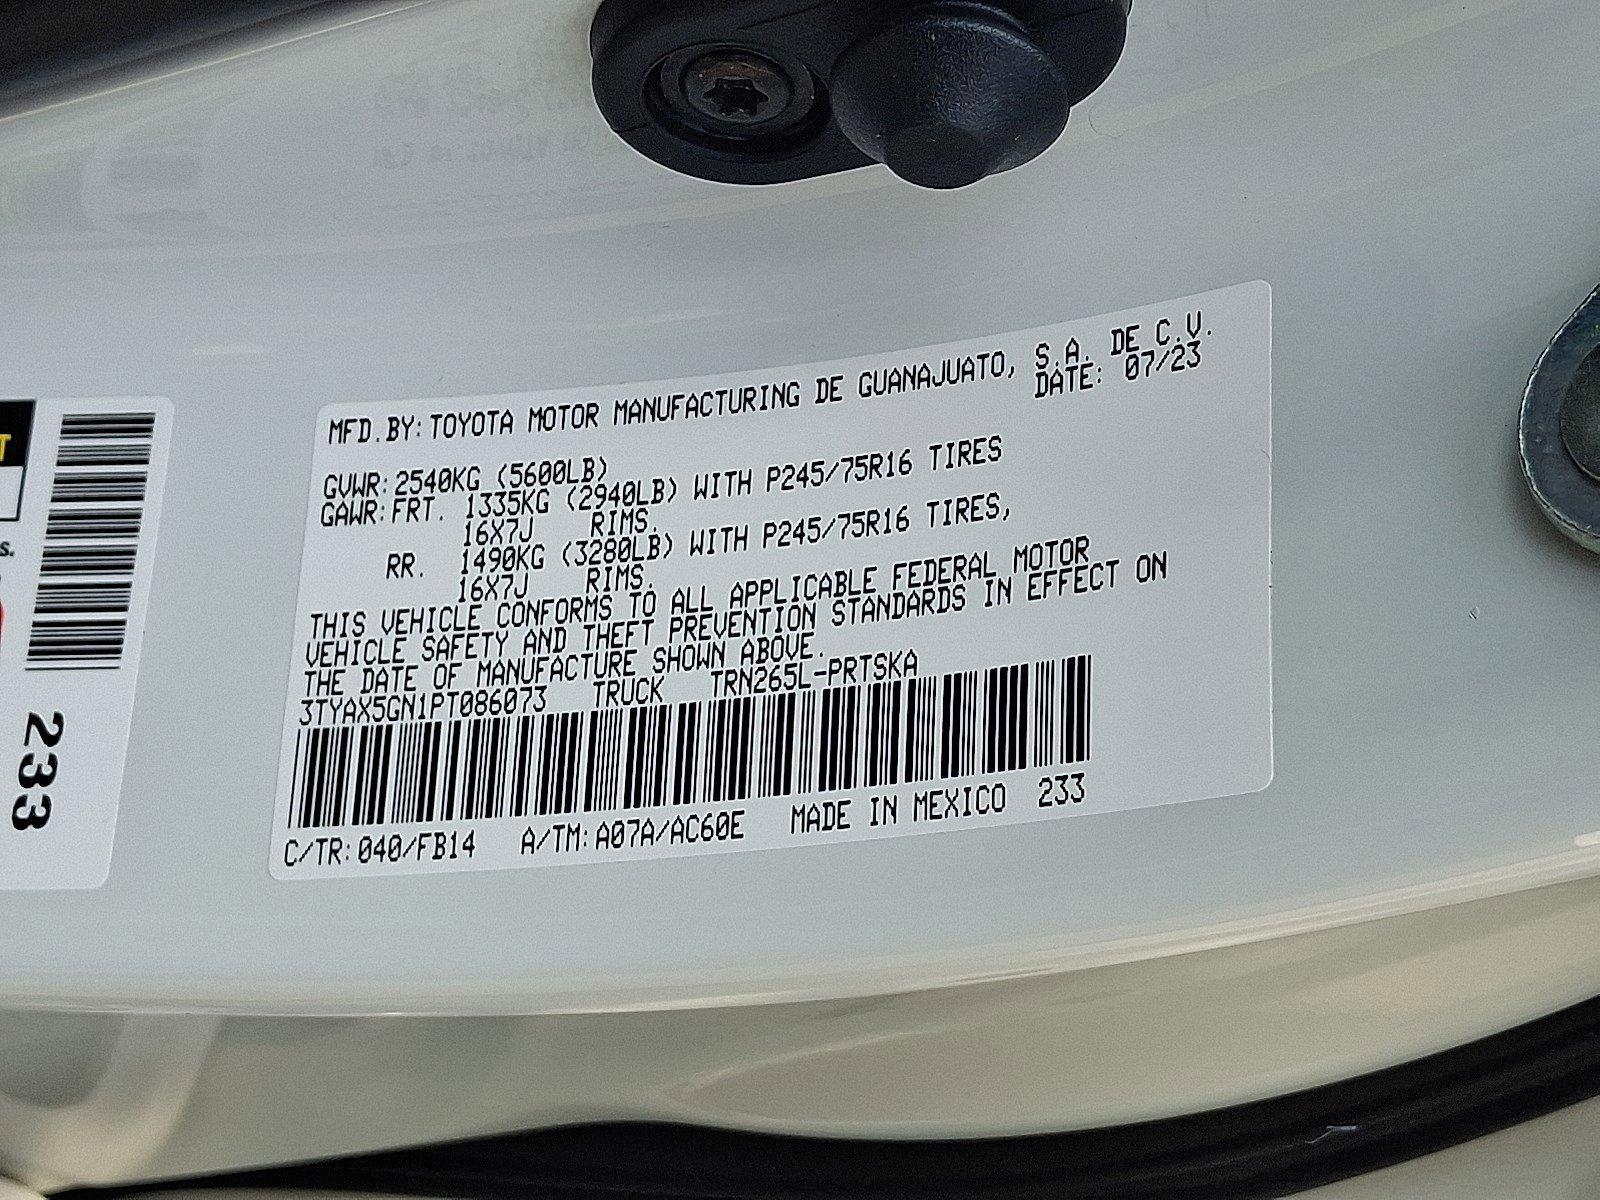 MFD.BY: TOYOTA MOTOR MANUFACTURING DE GUANAJUATO, S.A. DE C.V.
DATE: 07/23
GVWR: 2540KG (5600LB)
GAWR: FRT. 1335KG (2940LB) WITH P245/75R16 TIRES
16X7J RIMS.
RR. 1490KG (3280LB) WITH P245/75R16 TIRES,
16X7J RIMS.
THIS VEHICLE CONFORMS TO ALL APPLICABLE FEDERAL MOTOR
VEHICLE SAFETY AND THEFT PREVENTION STANDARDS IN EFFECT ON
THE DATE OF MANUFACTURE SHOWN ABOVE.
3TYAX5GN1PT086073 TRUCK TRN265L-PRTSKA
C/TR: 040/FB14 A/TM: A07A/AC60E MADE IN MEXICO 233
T
s.
233